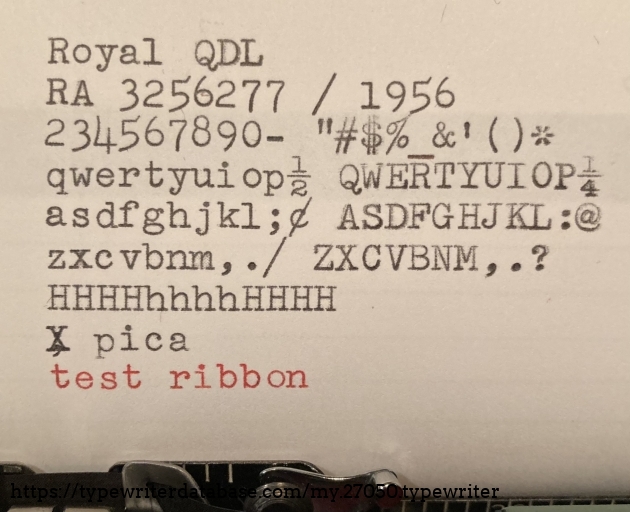 Royal QDL
RA 3256277 / 1956
234567890- "#$%_&'()*
qwertyuiop½ QWERTYUIOP¼
asdfghjkl;¢ ASDFGHJKL:@
zxcvbnm,./ ZXCVBNM,.?
HHHHhhhhHHHH
pica
test ribbon
https://typewriterdatabase.com/my.27050.typewriter